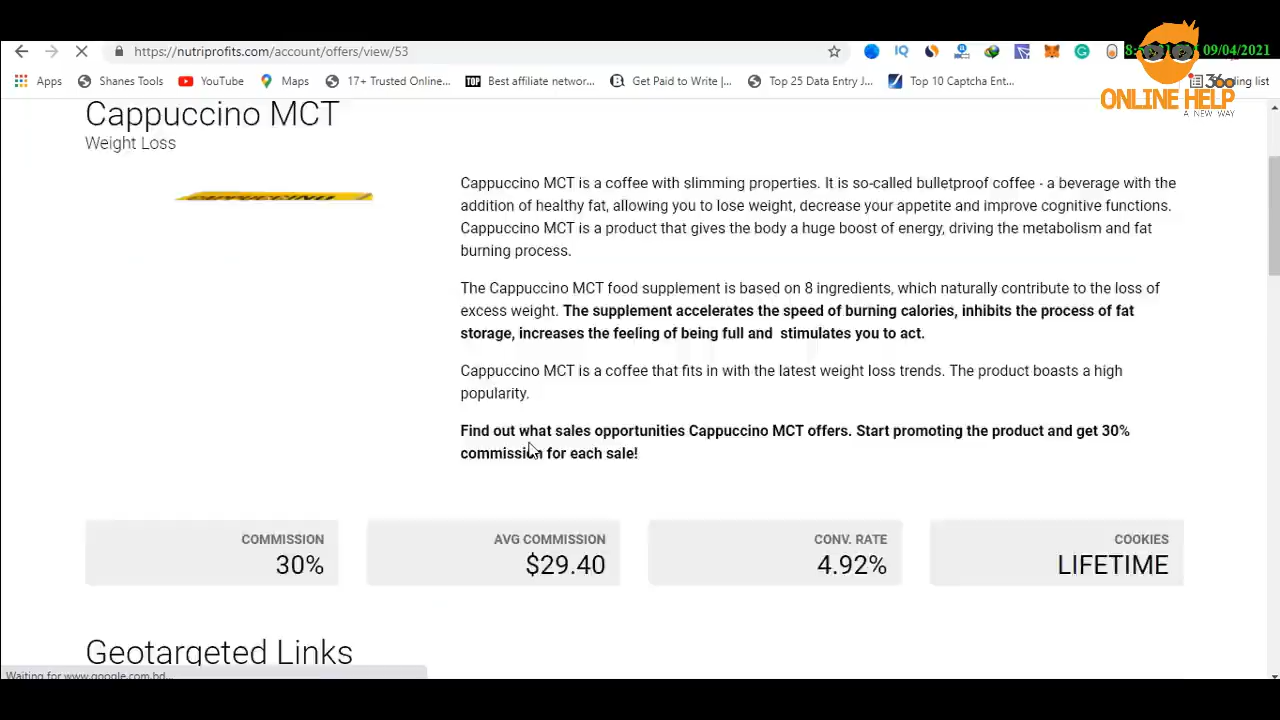 https://nutriprofits.com/account/offers/view/53
09/04/2021
Apps Shanes Tools YouTube Maps 17+ Trusted Online... TOP Best affiliate networ... Get Paid to Write |... Top 25 Data Entry J... Top 10 Captcha Ent...
360
ONLINE HELP
A NEW WAY
Cappuccino MCT
Weight Loss
Cappuccino MCT is a coffee with slimming properties. It is so-called bulletproof coffee - a beverage with the
addition of healthy fat, allowing you to lose weight, decrease your appetite and improve cognitive functions.
Cappuccino MCT is a product that gives the body a huge boost of energy, driving the metabolism and fat
burning process.
The Cappuccino MCT food supplement is based on 8 ingredients, which naturally contribute to the loss of
excess weight. The supplement accelerates the speed of burning calories, inhibits the process of fat
storage, increases the feeling of being full and stimulates you to act.
Cappuccino MCT is a coffee that fits in with the latest weight loss trends. The product boasts a high
popularity.
Find out what sales opportunities Cappuccino MCT offers. Start promoting the product and get 30%
commission for each sale!
COMMISSION
30%
AVG COMMISSION
$29.40
CONV. RATE
4.92%
COOKIES
LIFETIME
Geotargeted Links
Waiting for www.google.com.bd...